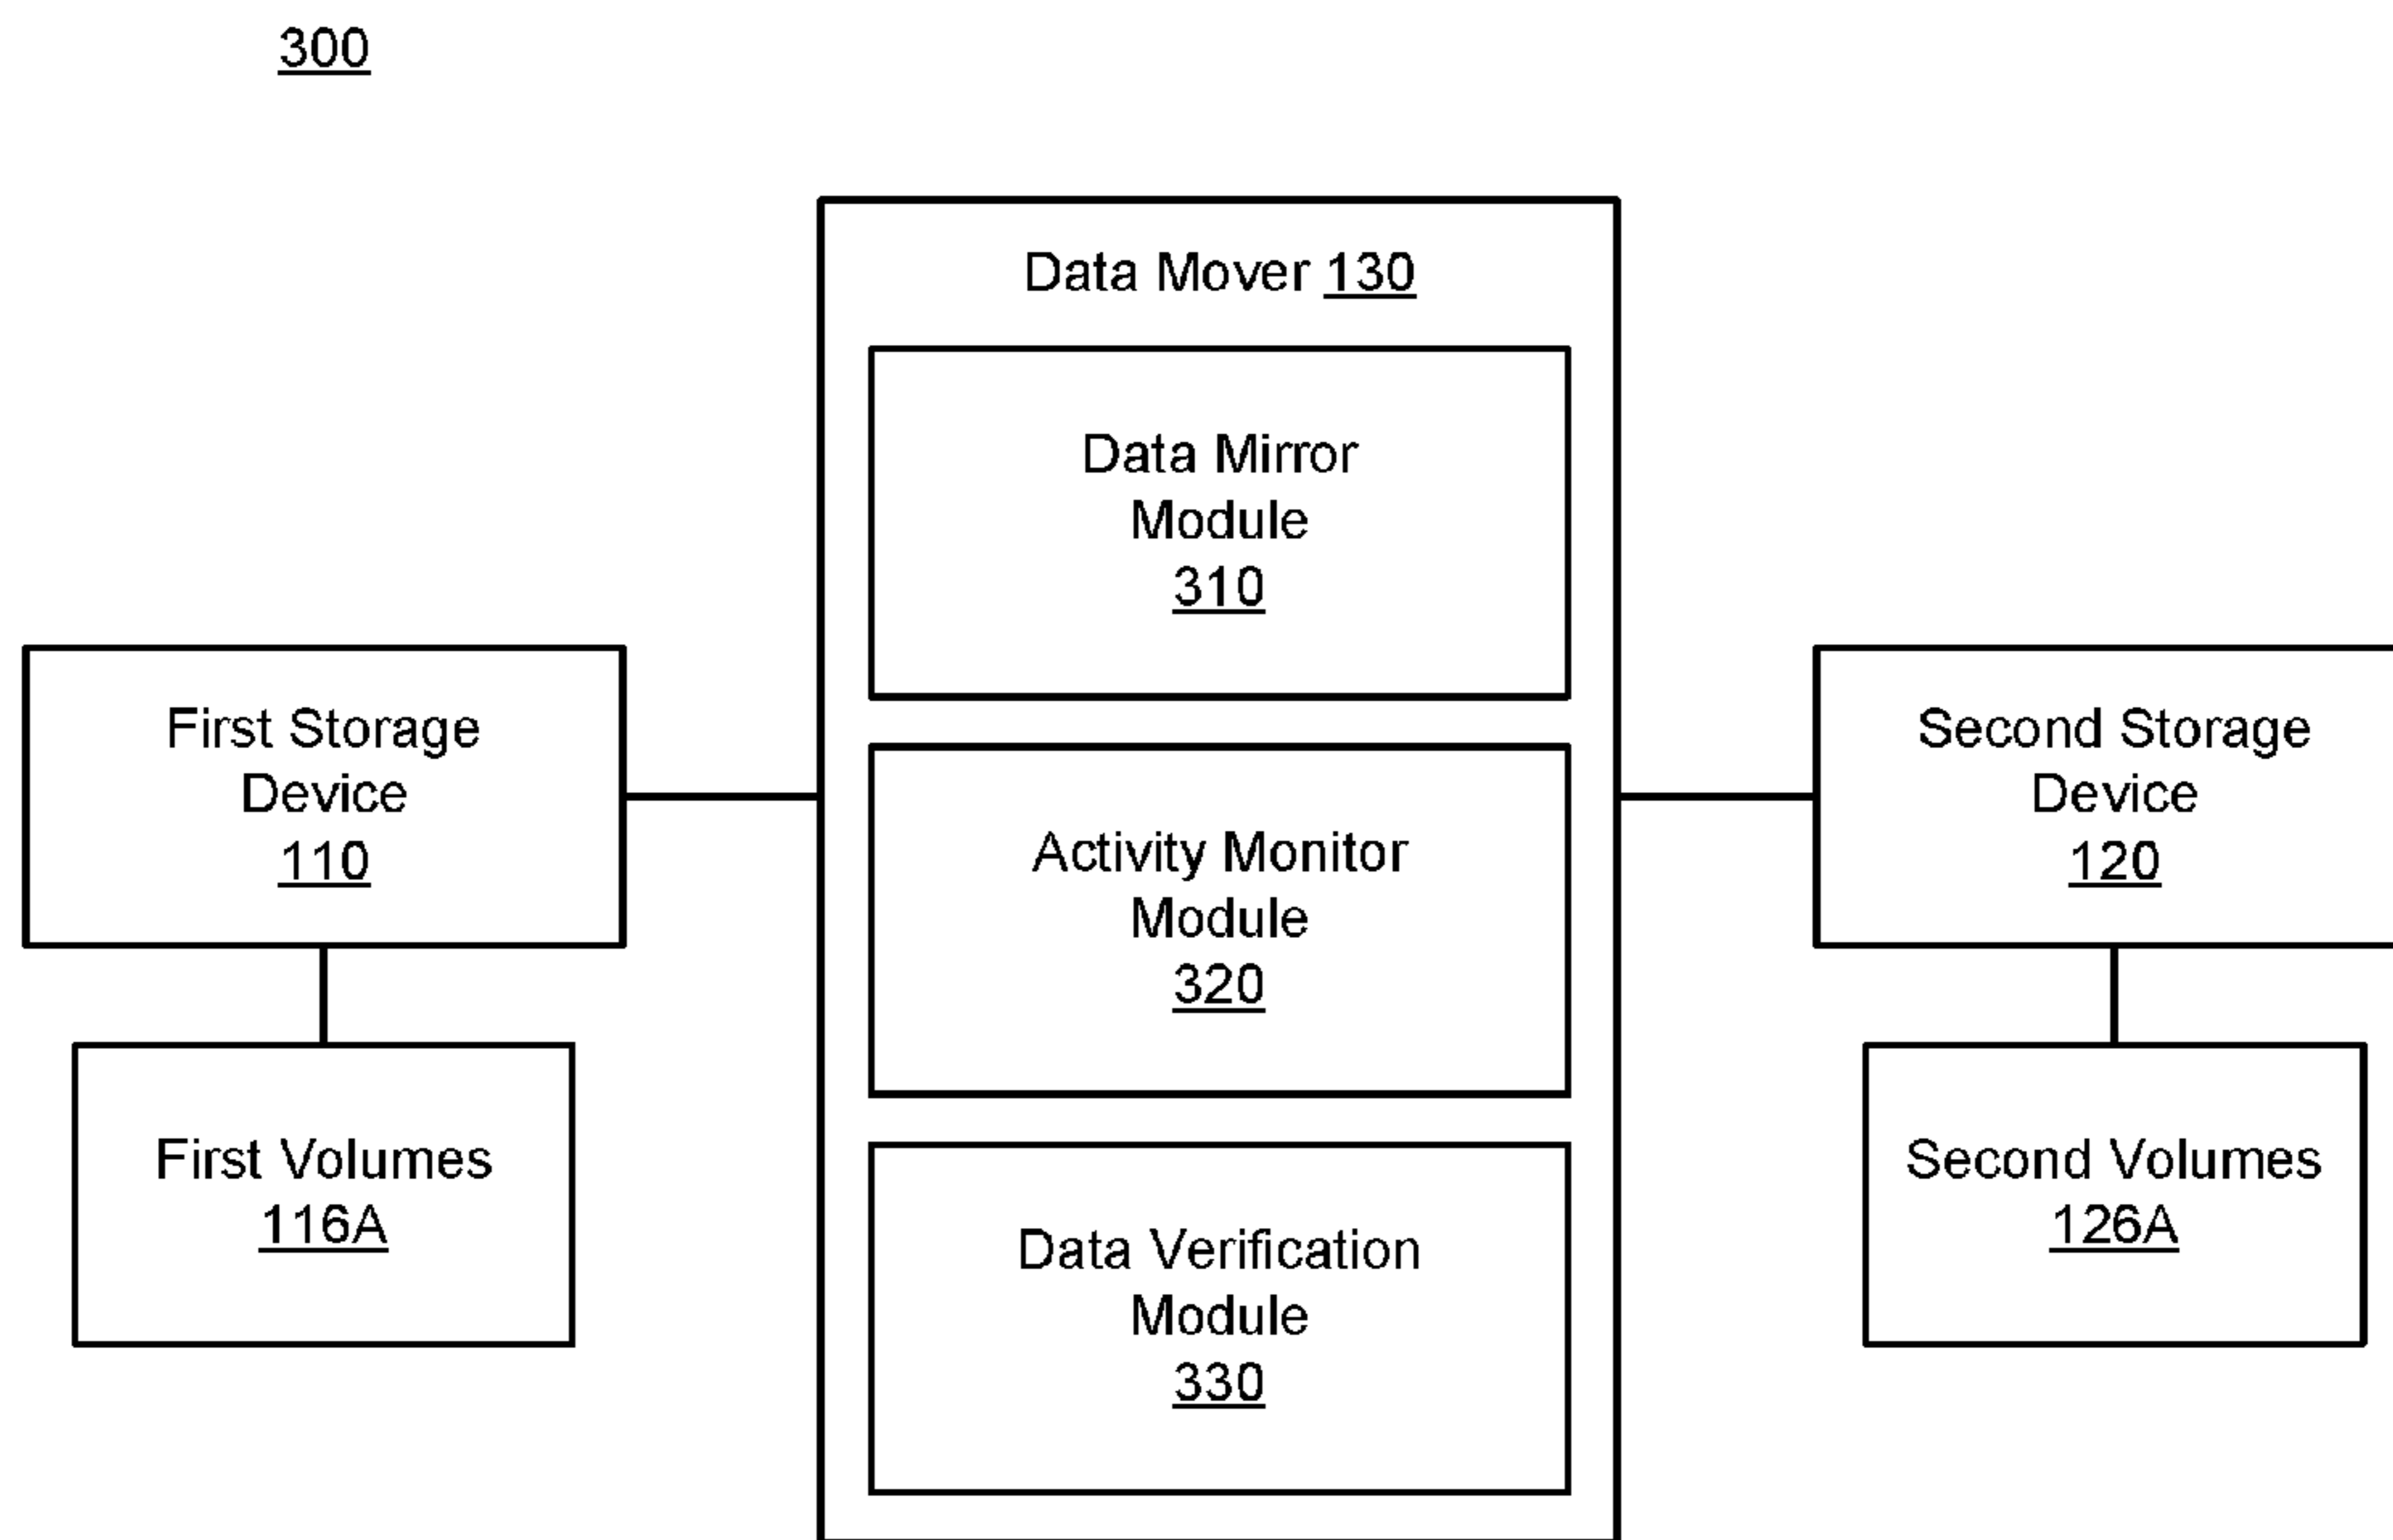 300
Data Mover 130
Data Mirror
Module
310
First Storage
Device
110
Activity Monitor
Module
320
Second Storage
Device
120
First Volumes
116A
Data Verification
Module
330
Second Volumes
126A